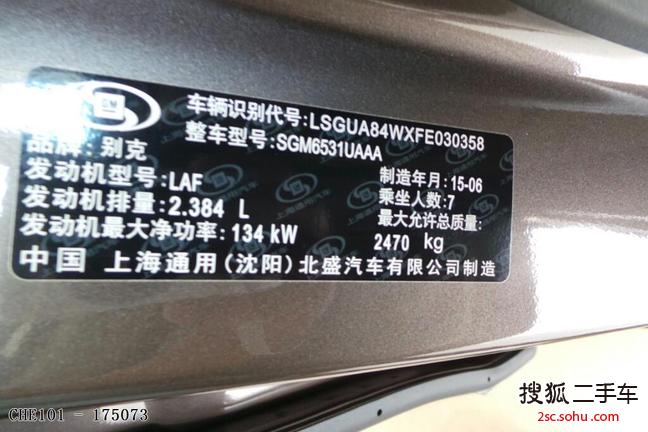 GM
车辆识别代号:LSGUA84WXFE030358
整车型号:SGM6531UAAA
品牌:别克
制造年月:15-06
发动机型号:LAF
乘坐人数:7
发动机排量:2.384 L
最大允许总质量:
发动机最大净功率:134 kW
2470 kg
中国 上海通用(沈阳)北盛汽车有限公司制造
CHE101 - 175073
搜狐二手车
2sc.sohu.com